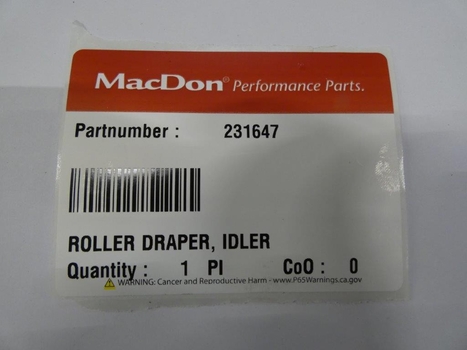 MacDon® Performance Parts.
Partnumber : 231647
ROLLER DRAPER, IDLER
Quantity : 1 PI CoO : 0
WARNING: Cancer and Reproductive Harm - www.P65Warnings.ca.gov